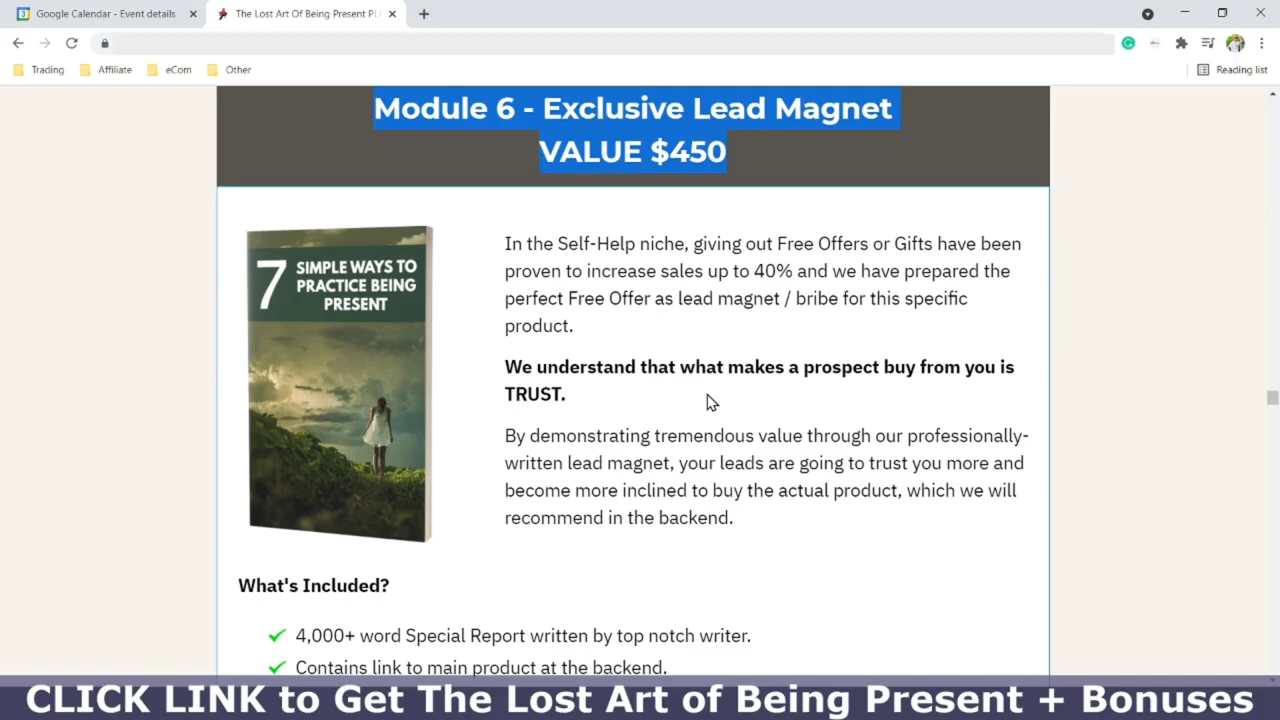 Google Calendar - Event details
The Lost Art Of Being Present PL
Trading
Affiliate
eCom
Other
Reading list
Module 6 - Exclusive Lead Magnet
VALUE $450
7 SIMPLE WAYS TO
PRACTICE BEING
PRESENT
In the Self-Help niche, giving out Free Offers or Gifts have been
proven to increase sales up to 40% and we have prepared the
perfect Free Offer as lead magnet / bribe for this specific
product.
We understand that what makes a prospect buy from you is
TRUST.
By demonstrating tremendous value through our professionally-
written lead magnet, your leads are going to trust you more and
become more inclined to buy the actual product, which we will
recommend in the backend.
What's Included?
4,000+ word Special Report written by top notch writer.
Contains link to main product at the backend.
CLICK LINK to Get The Lost Art of Being Present + Bonuses